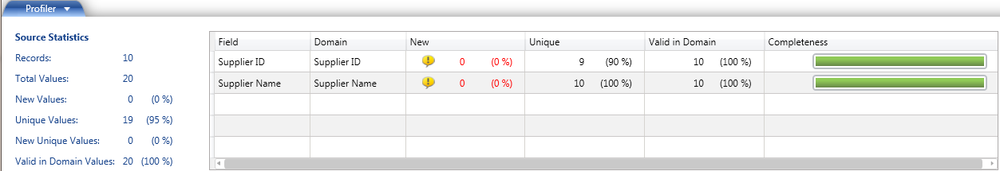 Profiler
Source Statistics
Records: 10
Total Values: 20
New Values: 0 (0 %)
Unique Values: 19 (95 %)
New Unique Values: 0 (0 %)
Valid in Domain Values: 20 (100 %)
Field Domain New Unique Valid in Domain Completeness
Supplier ID Supplier ID 0 (0 %) 9 (90 %) 10 (100 %)
Supplier Name Supplier Name 0 (0 %) 10 (100 %) 10 (100 %)